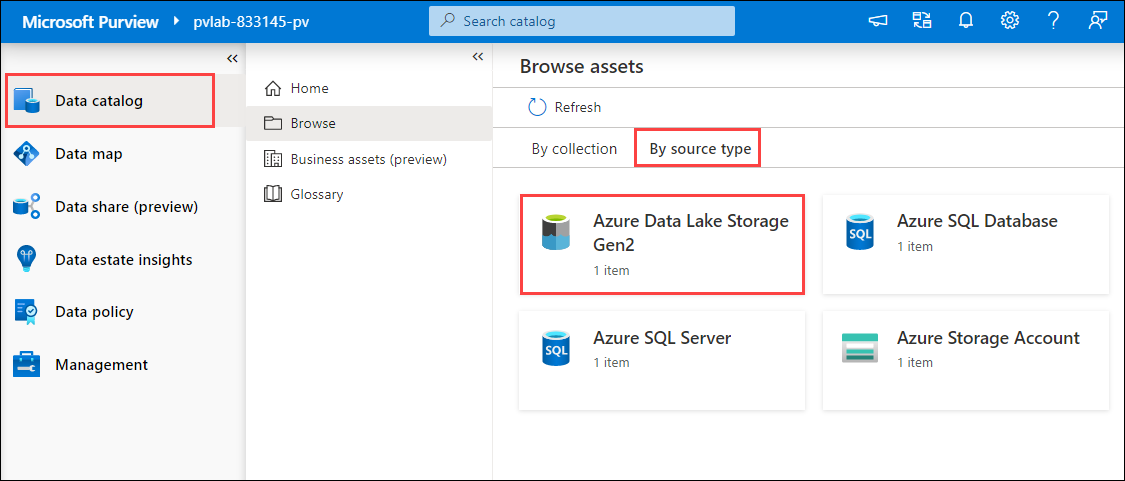 Microsoft Purview pvlab-833145-pv Search catalog
Data catalog
Data map
Data share (preview)
Data estate insights
Data policy
Management
Home
Browse
Business assets (preview)
Glossary
Browse assets
Refresh
By collection By source type
Azure Data Lake Storage
Gen2
1 item
Azure SQL Database
1 item
SQL
Azure SQL Server
1 item
SQL
Azure Storage Account
1 item